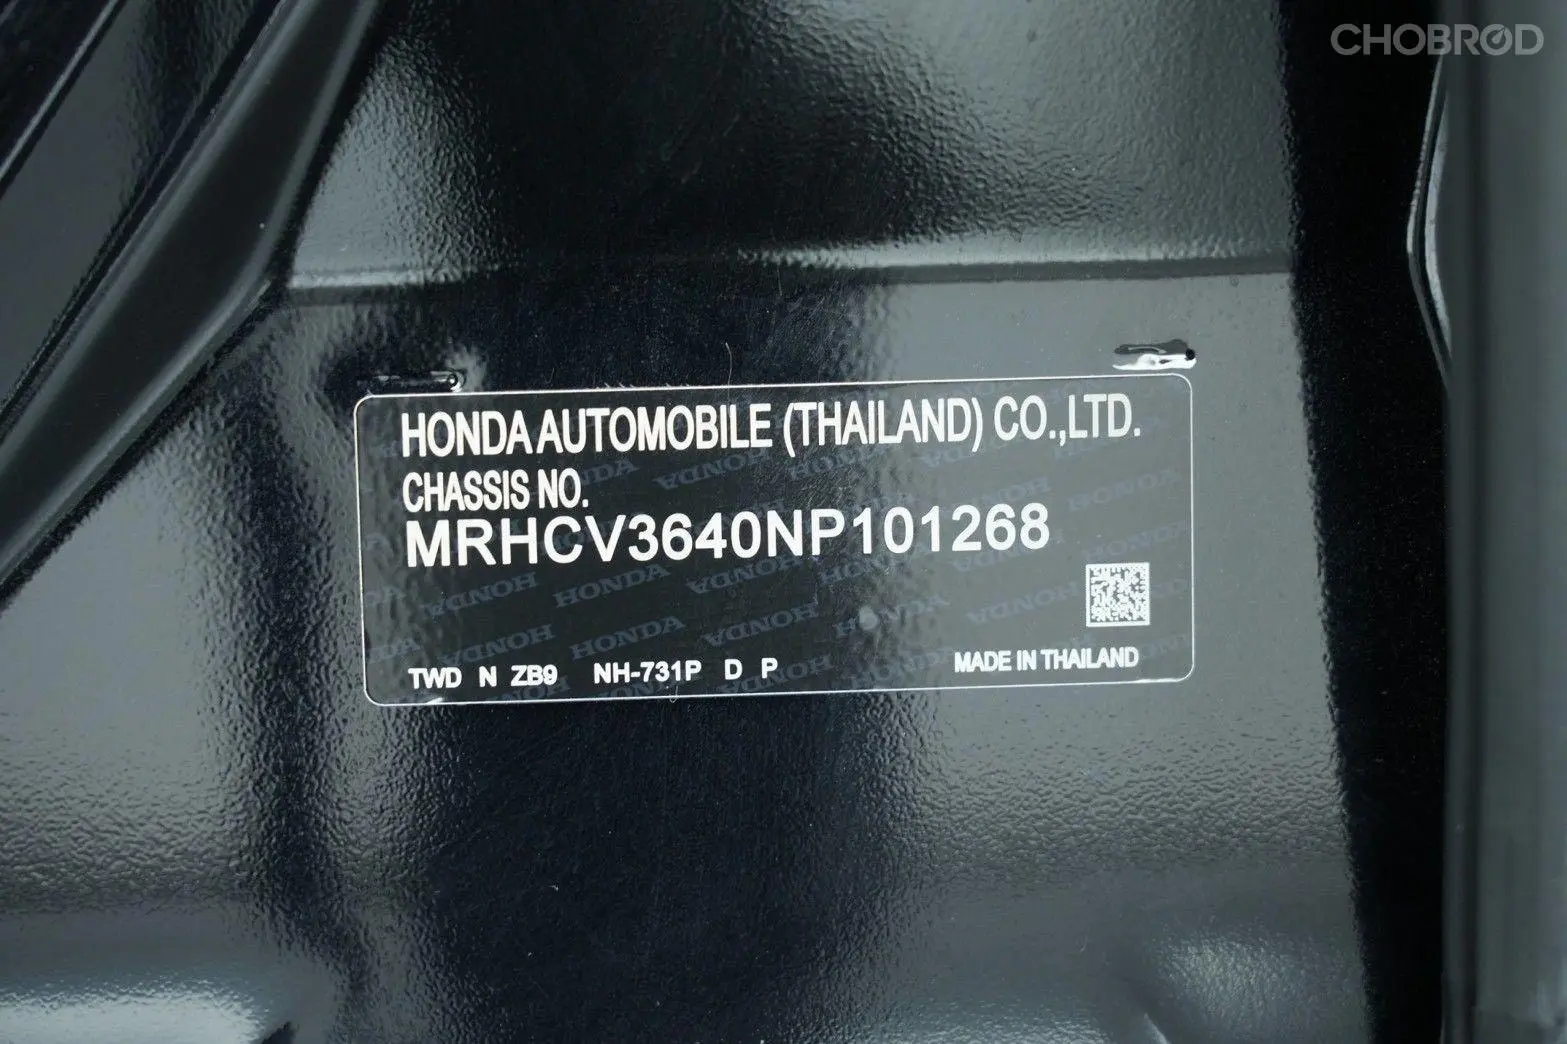 CHOBROD
HONDA AUTOMOBILE (THAILAND) CO.,LTD.
CHASSIS NO.
MRHCV3640NP101268
TWD N ZB9 NH-731P D P MADE IN THAILAND